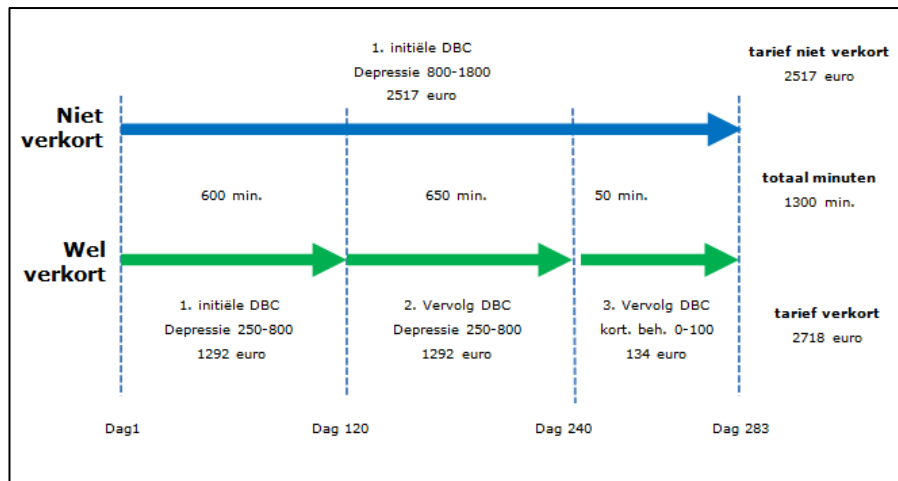 1. initiële DBC
Depressie 800-1800
2517 euro
tarief niet verkort
2517 euro
Niet
verkort
600 min.
650 min.
50 min.
totaal minuten
1300 min.
Wel
verkort
1. initiële DBC
Depressie 250-800
1292 euro
2. Vervolg DBC
Depressie 250-800
1292 euro
3. Vervolg DBC
kort. beh. 0-100
134 euro
tarief verkort
2718 euro
Dag1
Dag 120
Dag 240
Dag 283